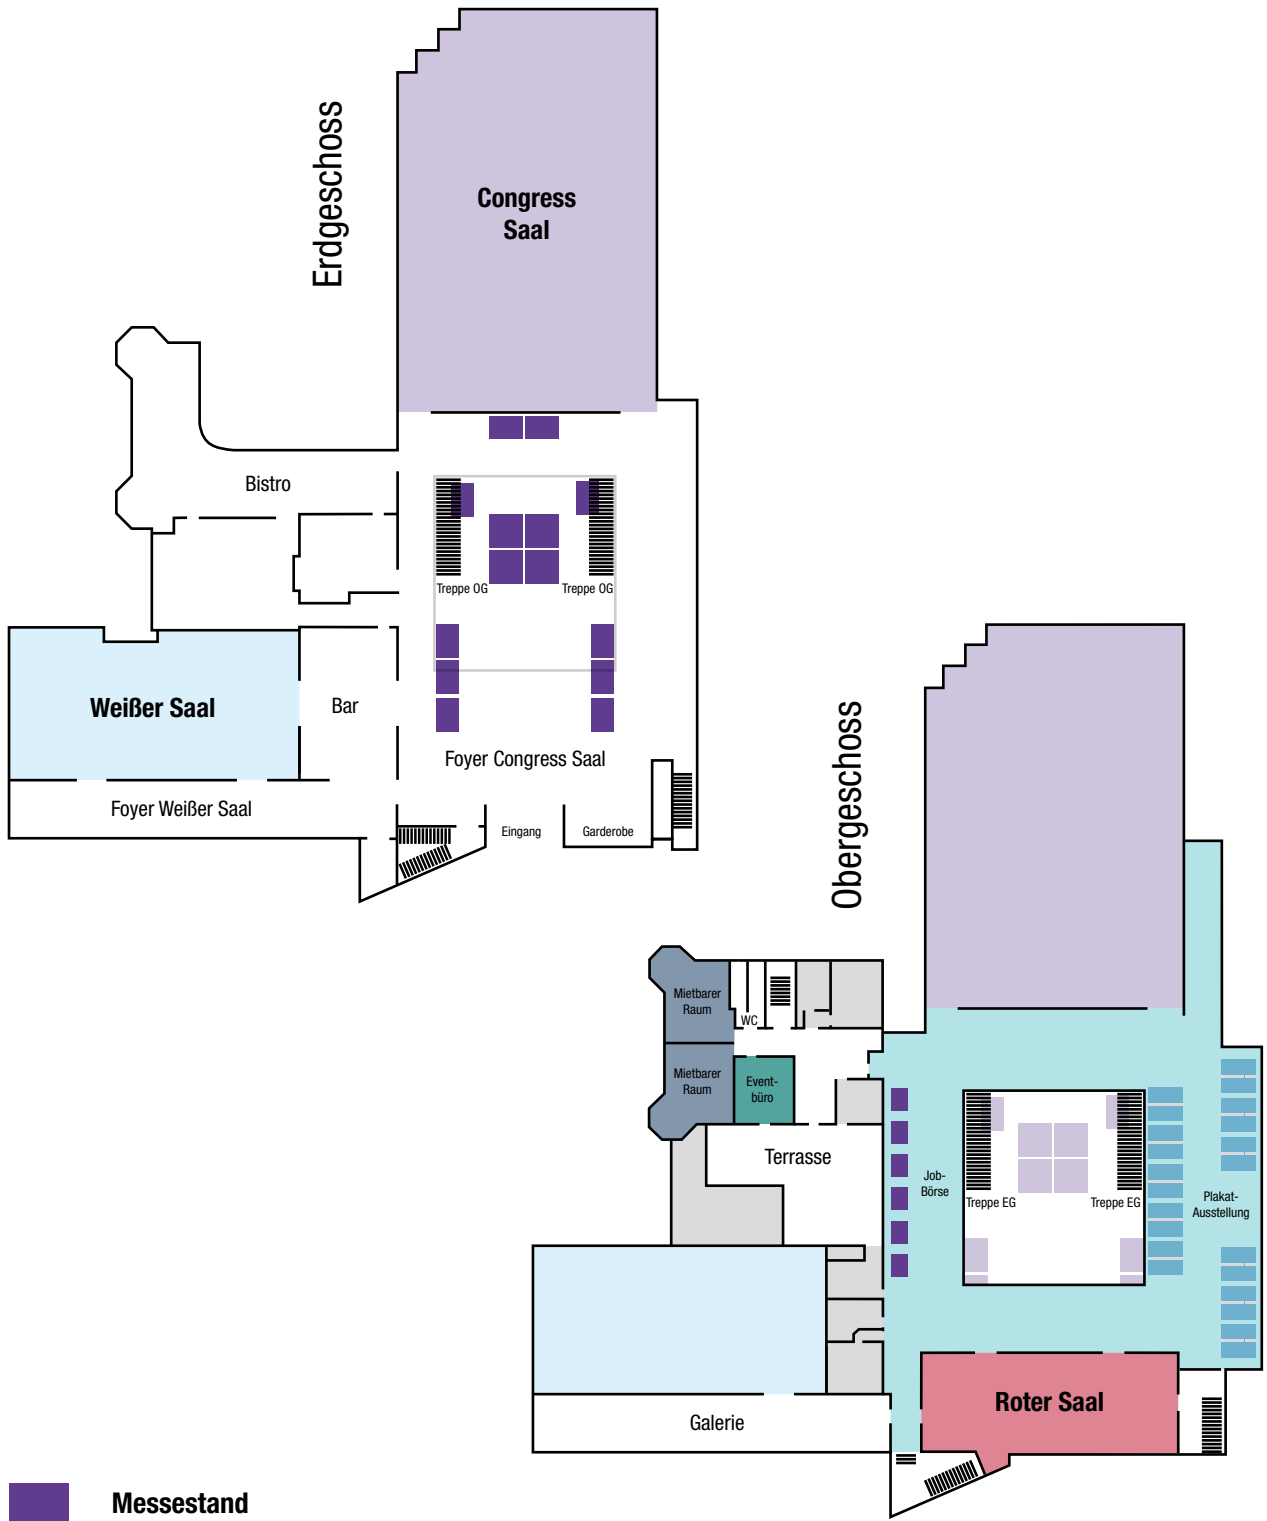 Erdgeschoss
Congress
Saal
Bistro
Treppe OG
Treppe OG
Weißer Saal
Bar
Foyer Congress Saal
Foyer Weißer Saal
Eingang
Garderobe
Obergeschoss
Mietbarer
Raum
WC
Mietbarer
Raum
Event-
büro
Terrasse
Job-
Börse
Treppe EG
Treppe EG
Plakat-
Ausstellung
Roter Saal
Galerie
Messestand